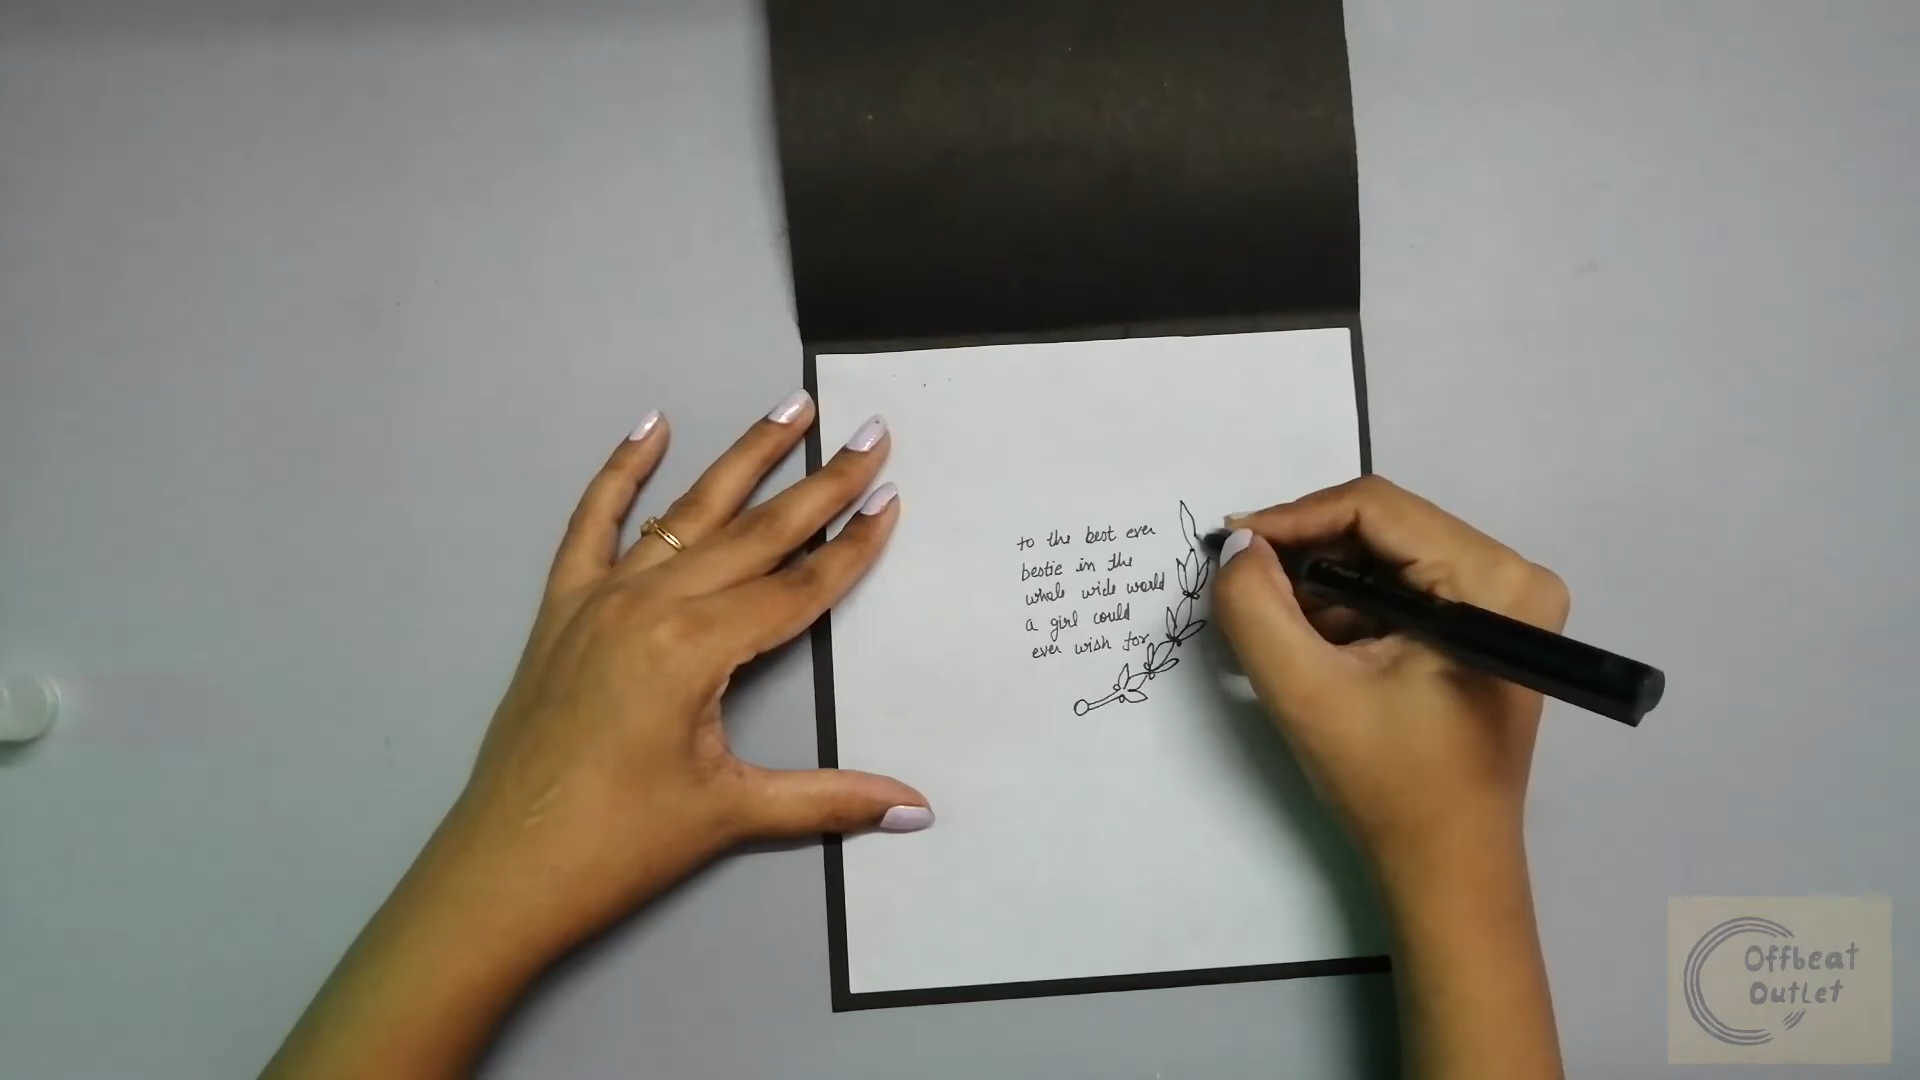 to the best ever
bestie in the
whole wide world
a girl could
ever wish for
Offbeat
Outlet